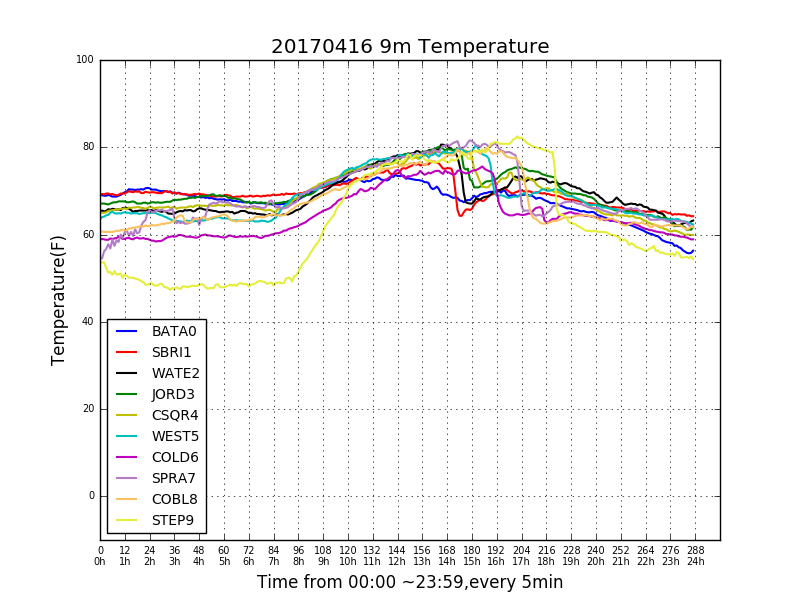 20170416 9m Temperature
Temperature(F)
100
80
60
40
20
0
BATA0
SBRI1
WATE2
JORD3
CSQR4
WEST5
COLD6
SPRA7
COBL8
STEP9
0 12 24 36 48 60 72 84 96 108 120 132 144 156 168 180 192 204 216 228 240 252 264 276 288
0h 1h 2h 3h 4h 5h 6h 7h 8h 9h 10h 11h 12h 13h 14h 15h 16h 17h 18h 19h 20h 21h 22h 23h 24h
Time from 00:00 ~23:59,every 5min